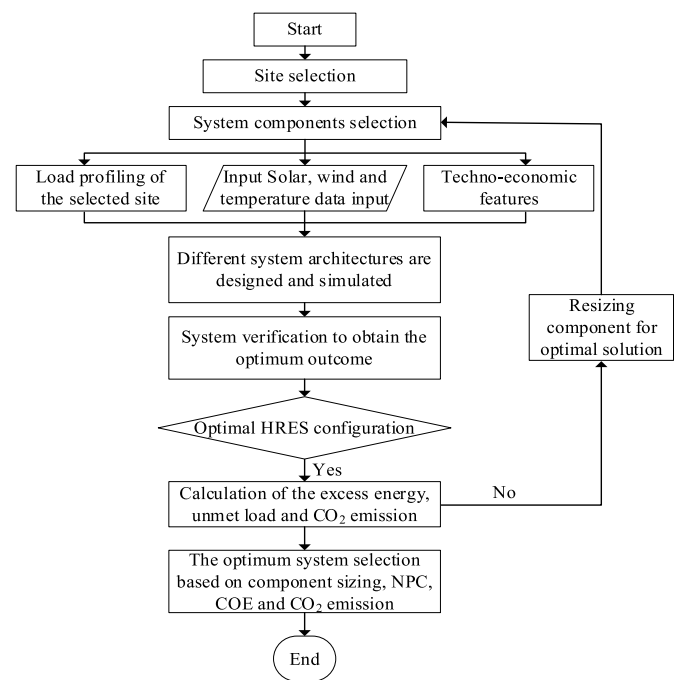 Start
Site selection
System components selection
Load profiling of
the selected site
Input Solar, wind and
temperature data input
Techno-economic
features
Different system architectures are
designed and simulated
Resizing
component for
optimal solution
System verification to obtain the
optimum outcome
Optimal HRES configuration
Yes
Calculation of the excess energy,
unmet load and CO₂ emission
No
The optimum system selection
based on component sizing, NPC,
COE and CO₂ emission
End